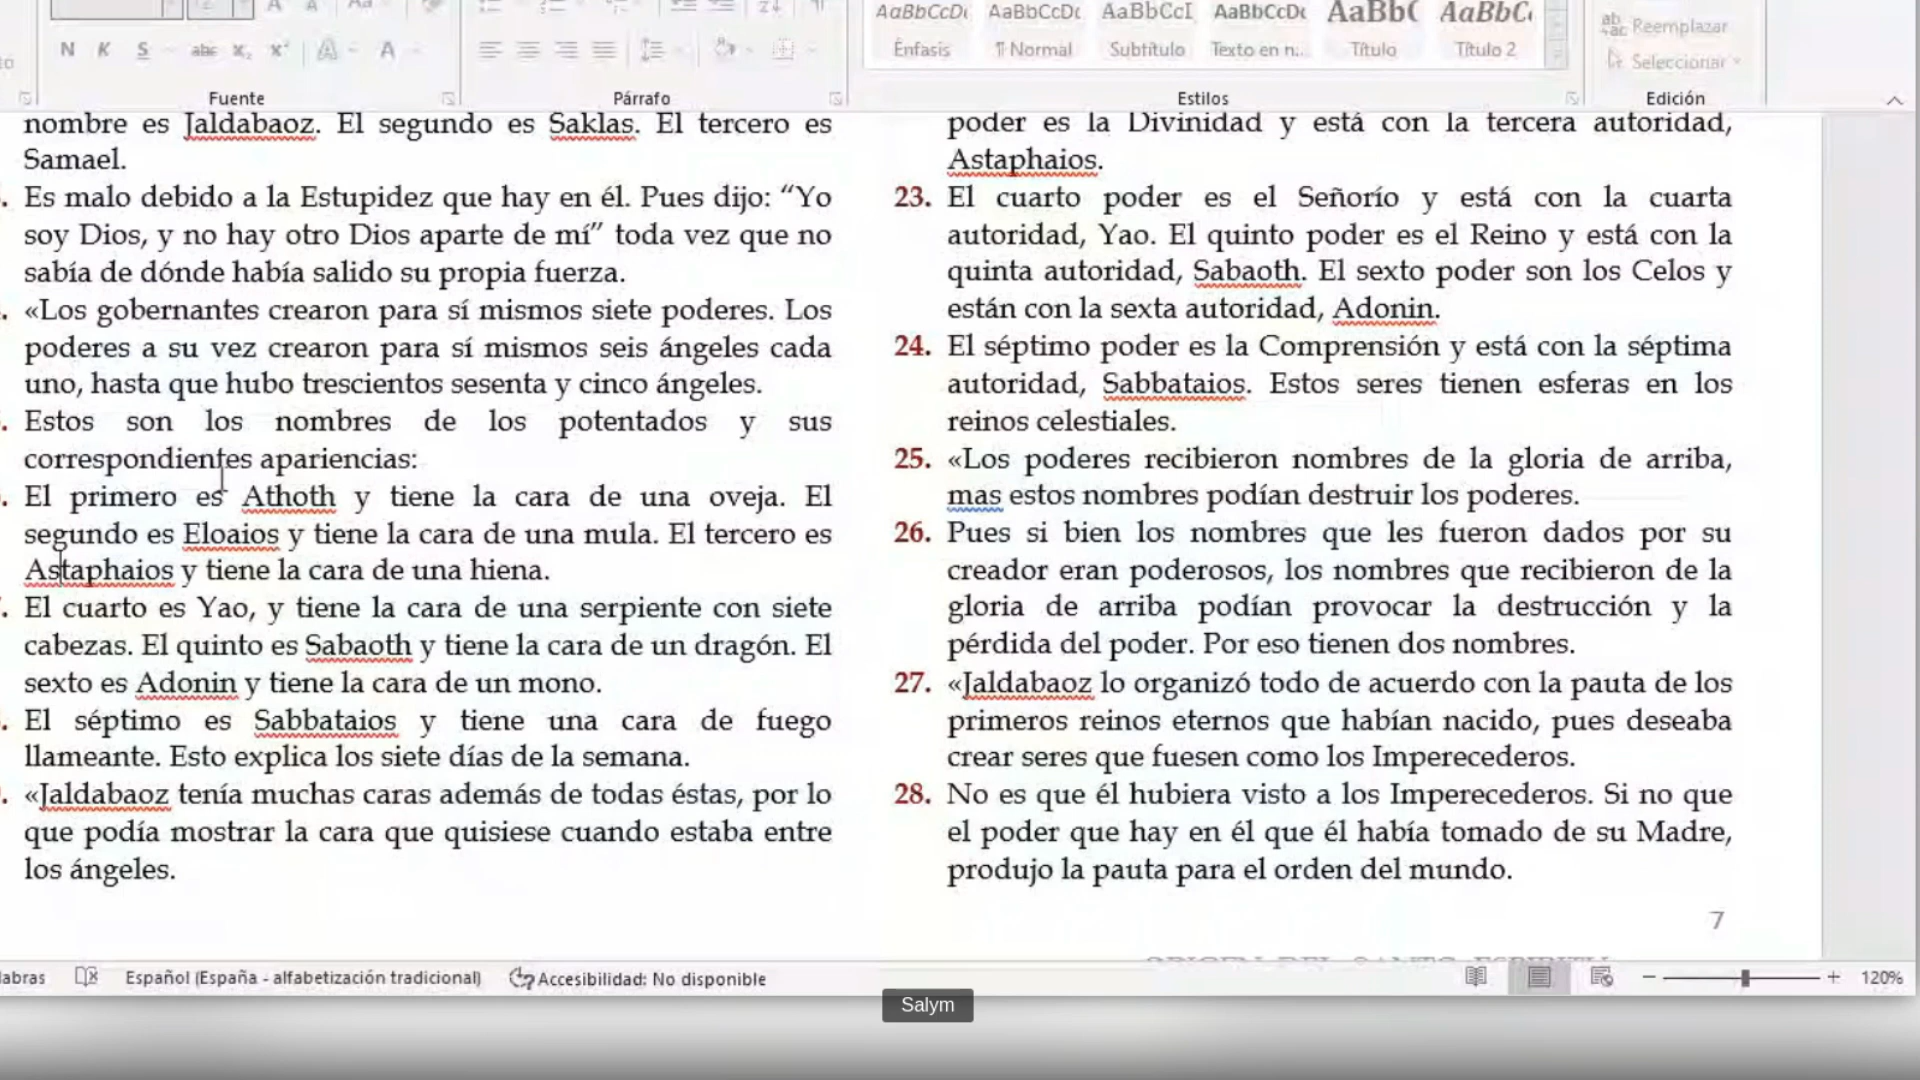 AaBbCcDı AaBbCcDc AaBbCcI AaBbCcDc AaBb( AaBbC
Reemplazar
N K S abc x₂ x² A A
Énfasis ¶ Normal Subtítulo Texto en n... Título Título 2
Seleccionar
Fuente Párrafo Estilos Edición
nombre es Jaldabaoz. El segundo es Saklas. El tercero es
Samael.
Es malo debido a la Estupidez que hay en él. Pues dijo: “Yo
soy Dios, y no hay otro Dios aparte de mí” toda vez que no
sabía de dónde había salido su propia fuerza.
«Los gobernantes crearon para sí mismos siete poderes. Los
poderes a su vez crearon para sí mismos seis ángeles cada
uno, hasta que hubo trescientos sesenta y cinco ángeles.
Estos son los nombres de los potentados y sus
correspondientes apariencias:
El primero es Athoth y tiene la cara de una oveja. El
segundo es Eloaios y tiene la cara de una mula. El tercero es
Astaphaios y tiene la cara de una hiena.
El cuarto es Yao, y tiene la cara de una serpiente con siete
cabezas. El quinto es Sabaoth y tiene la cara de un dragón. El
sexto es Adonin y tiene la cara de un mono.
El séptimo es Sabbataios y tiene una cara de fuego
llameante. Esto explica los siete días de la semana.
«Jaldabaoz tenía muchas caras además de todas éstas, por lo
que podía mostrar la cara que quisiese cuando estaba entre
los ángeles.
poder es la Divinidad y está con la tercera autoridad,
Astaphaios.
23. El cuarto poder es el Señorío y está con la cuarta
autoridad, Yao. El quinto poder es el Reino y está con la
quinta autoridad, Sabaoth. El sexto poder son los Celos y
están con la sexta autoridad, Adonin.
24. El séptimo poder es la Comprensión y está con la séptima
autoridad, Sabbataios. Estos seres tienen esferas en los
reinos celestiales.
25. «Los poderes recibieron nombres de la gloria de arriba,
mas estos nombres podían destruir los poderes.
26. Pues si bien los nombres que les fueron dados por su
creador eran poderosos, los nombres que recibieron de la
gloria de arriba podían provocar la destrucción y la
pérdida del poder. Por eso tienen dos nombres.
27. «Jaldabaoz lo organizó todo de acuerdo con la pauta de los
primeros reinos eternos que habían nacido, pues deseaba
crear seres que fuesen como los Imperecederos.
28. No es que él hubiera visto a los Imperecederos. Si no que
el poder que hay en él que él había tomado de su Madre,
produjo la pauta para el orden del mundo.
7
Español (España - alfabetización tradicional) Accesibilidad: No disponible 120%
Salym